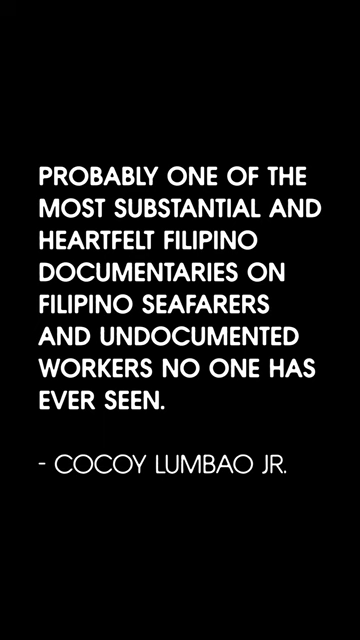 PROBABLY ONE OF THE
MOST SUBSTANTIAL AND
HEARTFELT FILIPINO
DOCUMENTARIES ON
FILIPINO SEAFARERS
AND UNDOCUMENTED
WORKERS NO ONE HAS
EVER SEEN.
- COCOY LUMBAO JR.